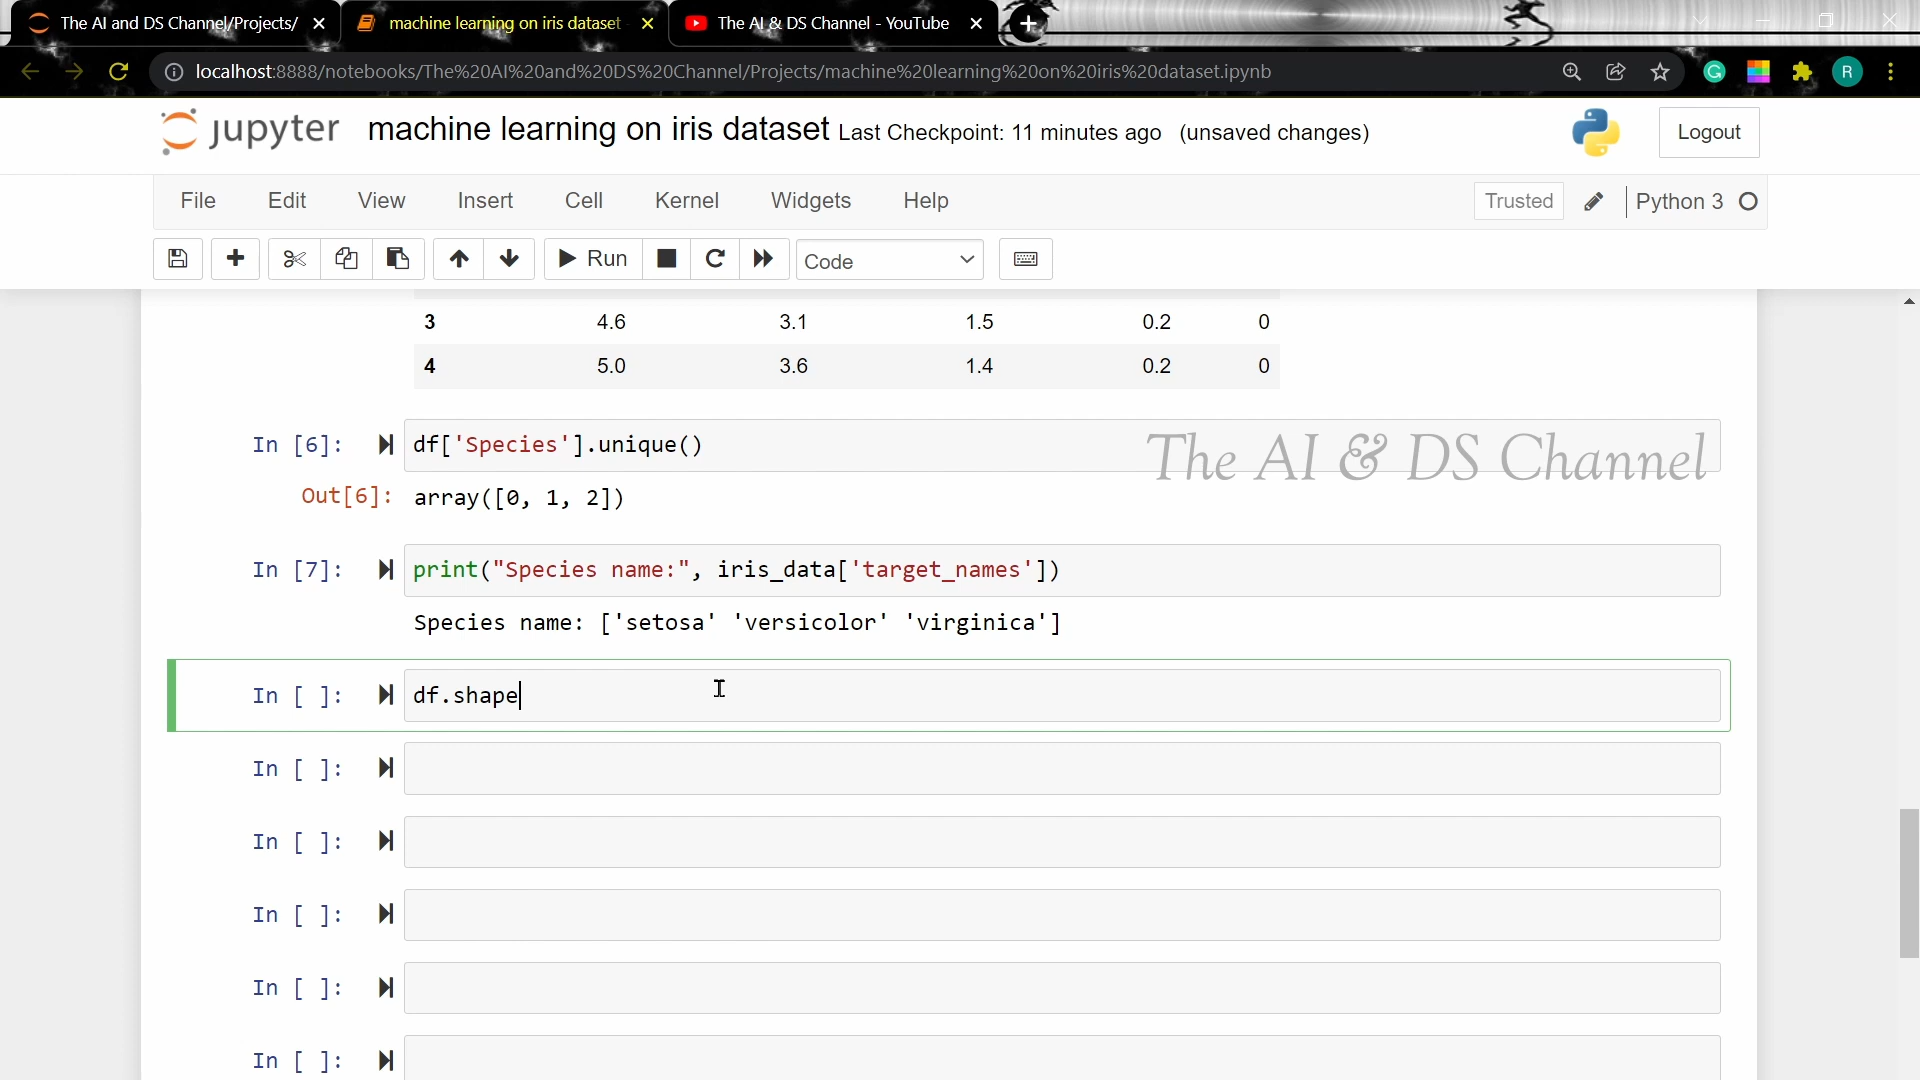 The AI and DS Channel/Projects/
machine learning on iris dataset
The AI & DS Channel - YouTube
localhost:8888/notebooks/The%20AI%20and%20DS%20Channel/Projects/machine%20learning%20on%20iris%20dataset.ipynb
R
jupyter machine learning on iris dataset Last Checkpoint: 11 minutes ago (unsaved changes)
Logout
File Edit View Insert Cell Kernel Widgets Help
Trusted
Python 3
Run
Code
3 4.6 3.1 1.5 0.2 0
4 5.0 3.6 1.4 0.2 0
In [6]: df['Species'].unique()
The AI & DS Channel
Out[6]: array([0, 1, 2])
In [7]: print("Species name:", iris_data['target_names'])
Species name: ['setosa' 'versicolor' 'virginica']
In [ ]: df.shape
In [ ]:
In [ ]:
In [ ]:
In [ ]:
In [ ]: